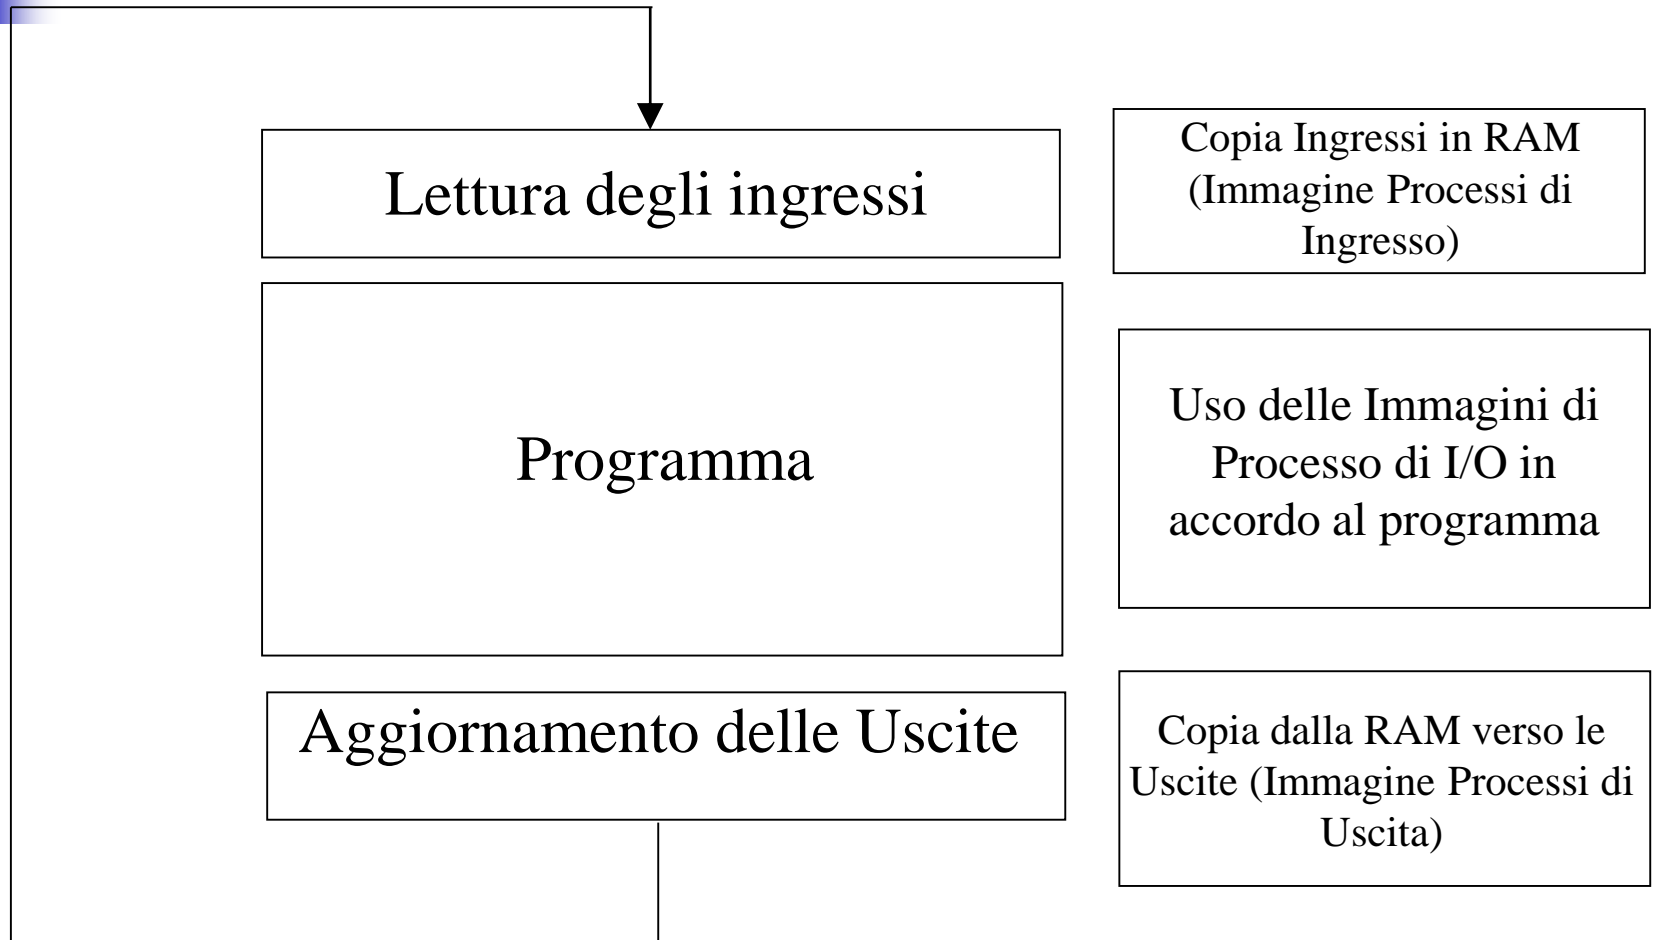 Lettura degli ingressi
Copia Ingressi in RAM
(Immagine Processi di
Ingresso)
Programma
Uso delle Immagini di
Processo di I/O in
accordo al programma
Aggiornamento delle Uscite
Copia dalla RAM verso le
Uscite (Immagine Processi di
Uscita)